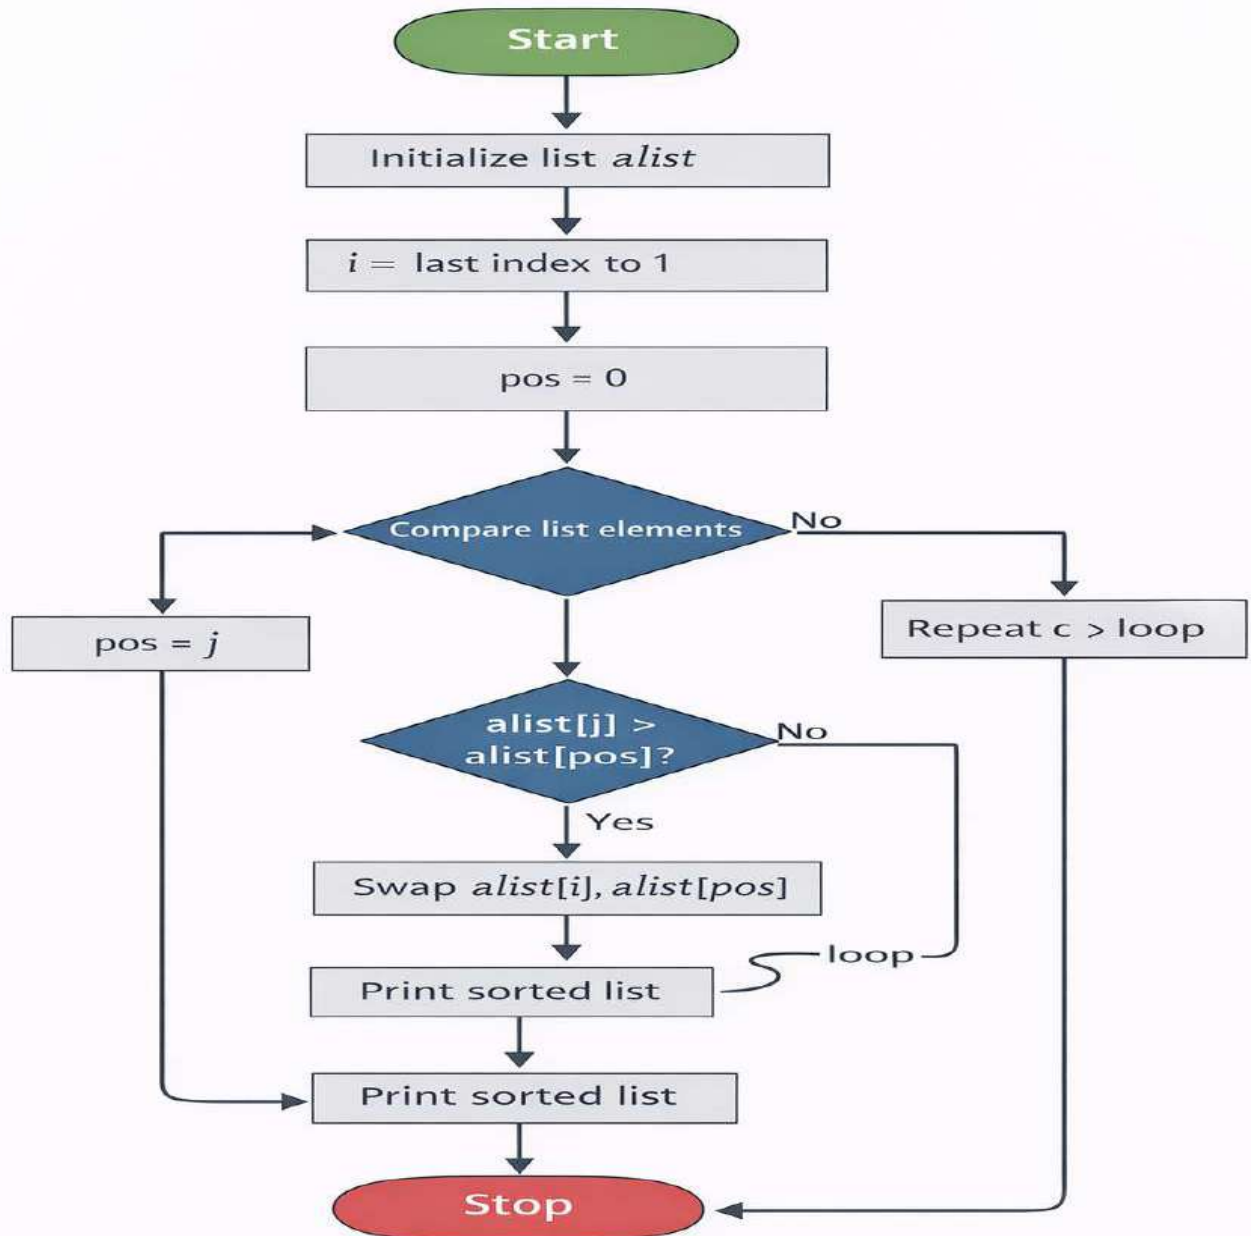 Start
Initialize list alist
i = last index to 1
pos = 0
Compare list elements
No
pos = j
Repeat c > loop
alist[j] >
alist[pos]?
No
Yes
Swap alist[i], alist[pos]
loop
Print sorted list
Print sorted list
Stop